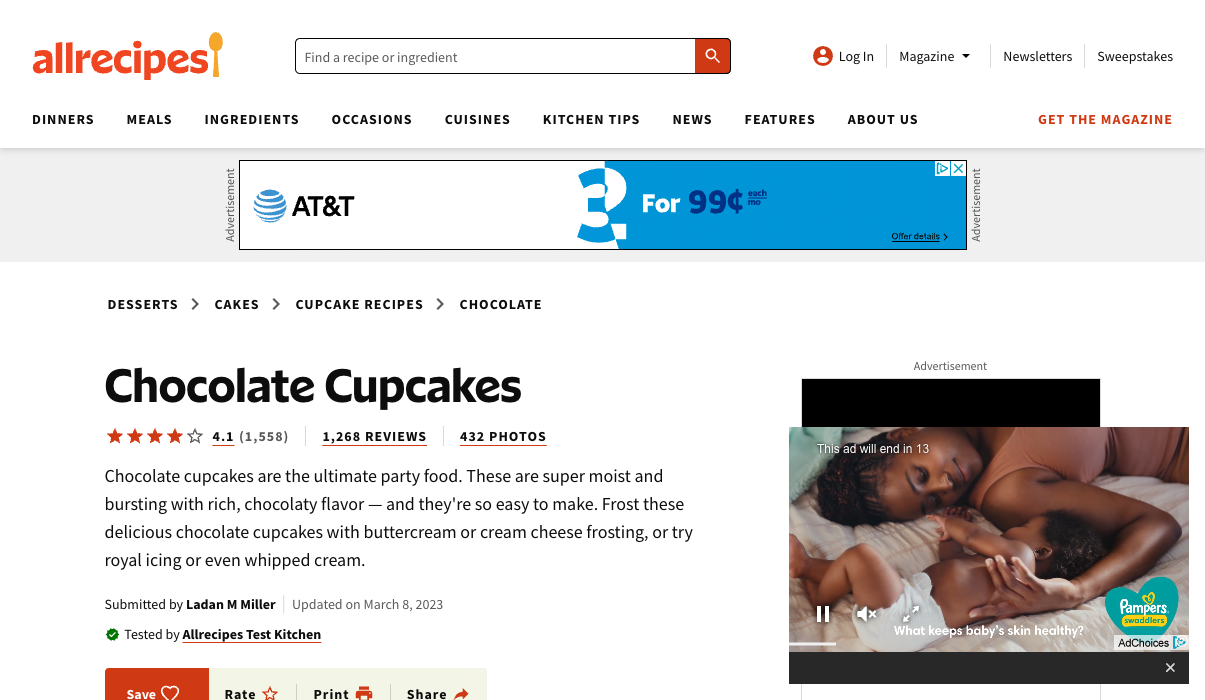 allrecipes
Find a recipe or ingredient
Log In
Magazine
Newsletters
Sweepstakes
DINNERS
MEALS
INGREDIENTS
OCCASIONS
CUISINES
KITCHEN TIPS
NEWS
FEATURES
ABOUT US
GET THE MAGAZINE
Advertisement
AT&T
3 For 99¢ each
mo
Offer details
Advertisement
DESSERTS
CAKES
CUPCAKE RECIPES
CHOCOLATE
Chocolate Cupcakes
4.1 (1,558)
1,268 REVIEWS
432 PHOTOS
Chocolate cupcakes are the ultimate party food. These are super moist and
bursting with rich, chocolaty flavor — and they're so easy to make. Frost these
delicious chocolate cupcakes with buttercream or cream cheese frosting, or try
royal icing or even whipped cream.
Submitted by Ladan M Miller
Updated on March 8, 2023
Tested by Allrecipes Test Kitchen
Save
Rate
Print
Share
Advertisement
This ad will end in 13
Pampers
swaddlers
What keeps baby's skin healthy?
AdChoices